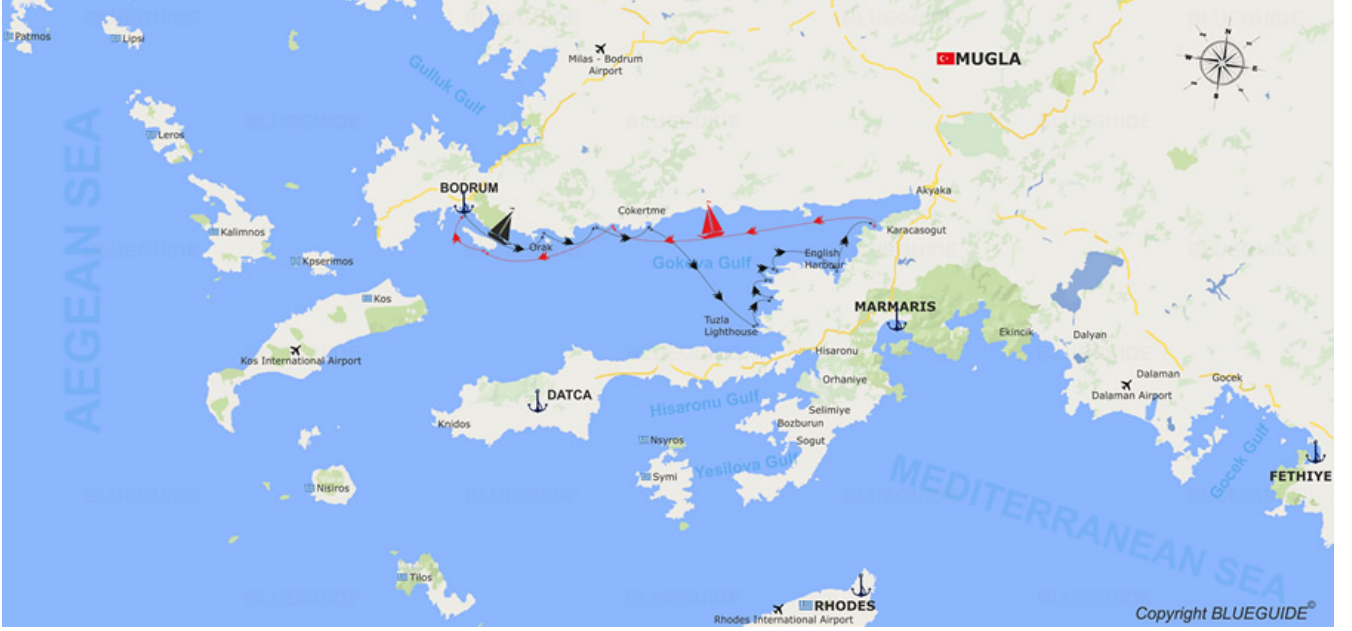 Patmos
Lipsi
Milas - Bodrum
Airport
MUGLA
N
W
E
S
Gulluk Gulf
BLUEGUIDE
BLUEGUIDE
BLUEGUIDE
AEGEAN SEA
Leros
BODRUM
Akyaka
Cokertme
Kalimnos
Orak
Karacasogut
Kpserimos
Gokova Gulf
English
Harbour
Kos
MARMARIS
Tuzla
Lighthouse
Ekincik
Dalyan
Kos International Airport
Hisaronu
Dalaman
Gocek
Orhaniye
Dalaman Airport
DATCA
Hisaronu Gulf
Selimiye
Knidos
Bozburun
Nsyros
Sogut
Gocek Gulf
Yesilova Gulf
Symi
FETHIYE
Nisiros
MEDITERRANEAN SEA
Tilos
RHODES
Rhodes International Airport
Copyright BLUEGUIDE©